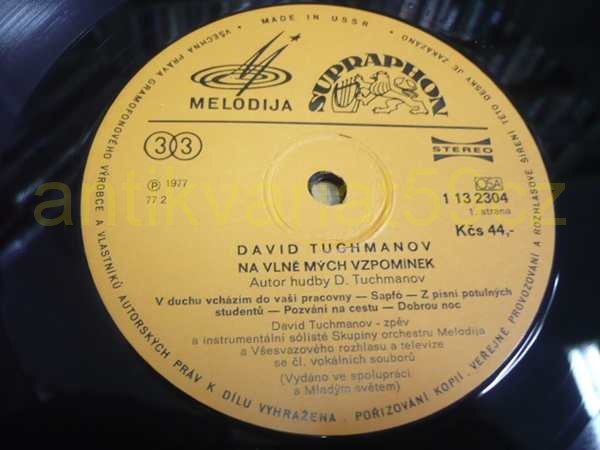 MADE IN USSR
VŠECHNA PRÁVA GRAMOFONOVÉHO VÝROBCE A VLASTNÍKŮ AUTORSKÝCH PRÁV K DÍLU VYHRAŽENA. POŘIZOVÁNÍ KOPIÍ, VEŘEJNÉ PROVOZOVÁNÍ A ROZHLASOVÉ ŠÍŘENÍ TÉTO DESKY JE ZAKÁZÁNO
MELODIJA
SUPRAPHON
33
STEREO
℗ 1977
77 2
OSA
1 13 2304
1. strana
Kčs 44,-
antikvariat59.cz
DAVID TUCHMANOV
NA VLNĚ MÝCH VZPOMÍNEK
Autor hudby D. Tuchmanov
V duchu vcházím do vaší pracovny — Sapfó — Z písní potulných
studentů — Pozvání na cestu — Dobrou noc
David Tuchmanov - zpěv
a instrumentální sólisté Skupiny orchestru Melodija
a Všesvazového rozhlasu a televize
se čl. vokálních souborů
(Vydáno ve spolupráci
s Mladým světem)